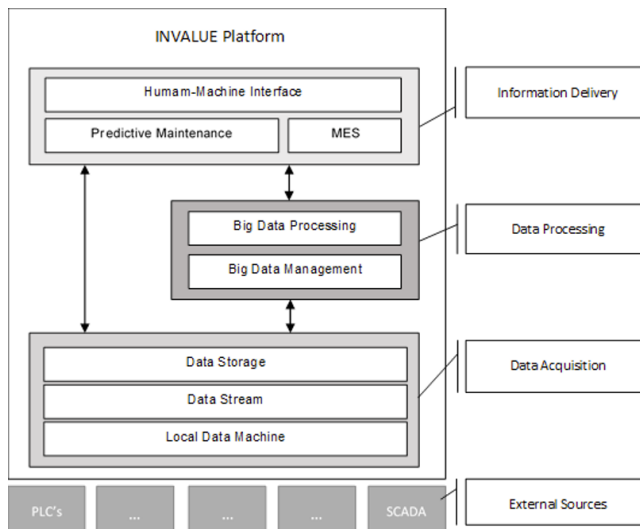 INVALUE Platform
Humam-Machine Interface
Information Delivery
Predictive Maintenance
MES
Big Data Processing
Data Processing
Big Data Management
Data Storage
Data Acquisition
Data Stream
Local Data Machine
PLC's
...
...
...
SCADA
External Sources